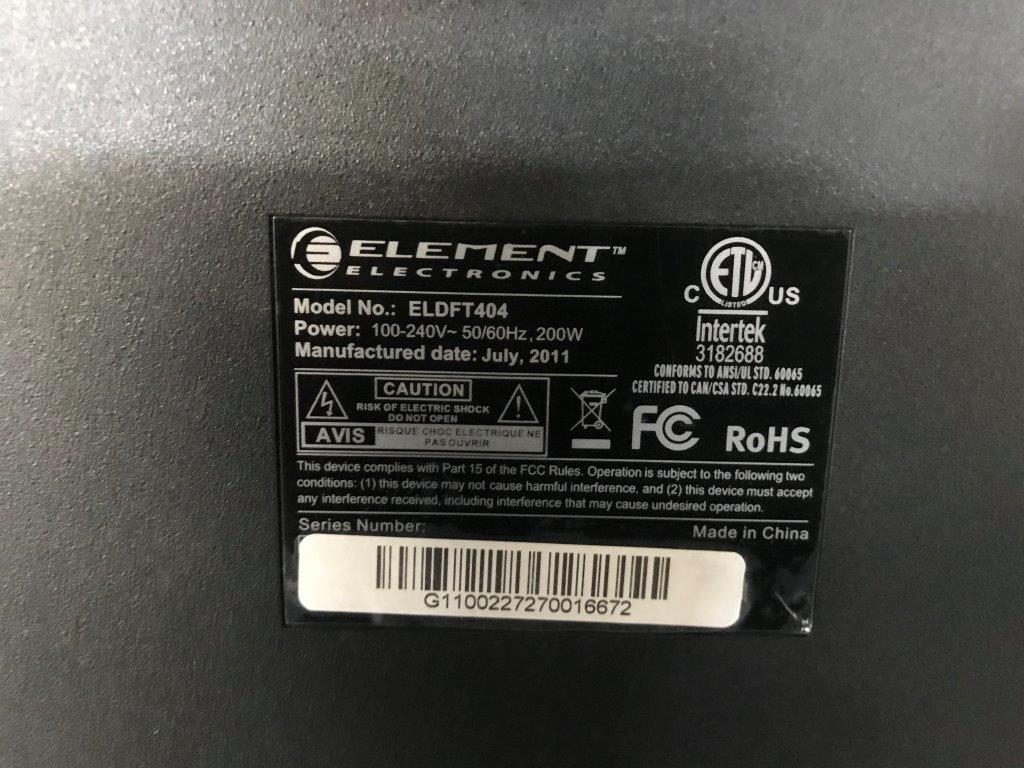 ELEMENT™
ELECTRONICS
Model No.: ELDFT404
Power: 100-240V~ 50/60Hz, 200W
Manufactured date: July, 2011
ETL CM
LISTED
C US
Intertek
3182688
CONFORMS TO ANSI/UL STD. 60065
CERTIFIED TO CAN/CSA STD. C22.2 No.60065
CAUTION
RISK OF ELECTRIC SHOCK
DO NOT OPEN
AVIS
RISQUE CHOC ELECTRIQUE NE
PAS OUVRIR
FC
RoHS
This device complies with Part 15 of the FCC Rules. Operation is subject to the following two
conditions: (1) this device may not cause harmful interference, and (2) this device must accept
any interference received, including interference that may cause undesired operation.
Series Number:
Made in China
G1100227270016672